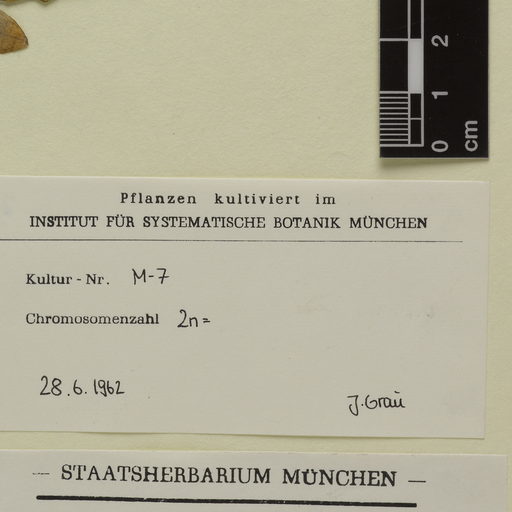 2
1
0
cm
Pflanzen kultiviert im
INSTITUT FÜR SYSTEMATISCHE BOTANIK MÜNCHEN
Kultur-Nr. M-7
Chromosomenzahl 2n=
28.6.1962
J. Grau
— STAATSHERBARIUM MÜNCHEN —